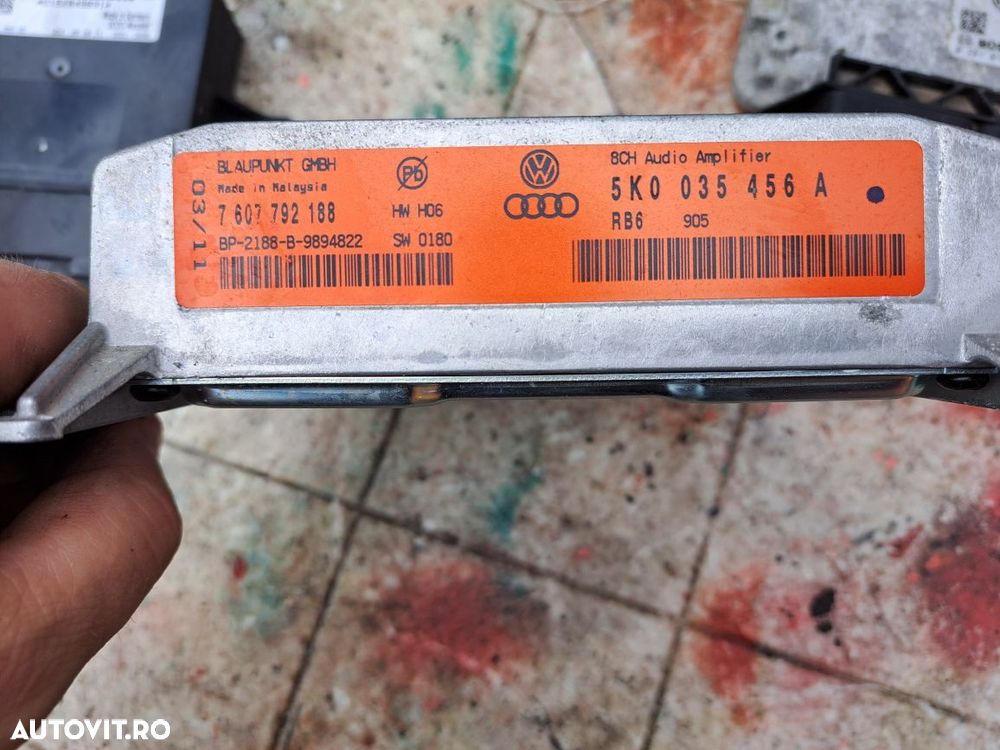 BLAUPUNKT GMBH
Made in Malaysia
7 607 792 188
HW H06
BP-2188-B-9894822
SW 0180
03/11
Pb
8CH Audio Amplifier
5K0 035 456 A
RB6 905
AUTOVIT.RO